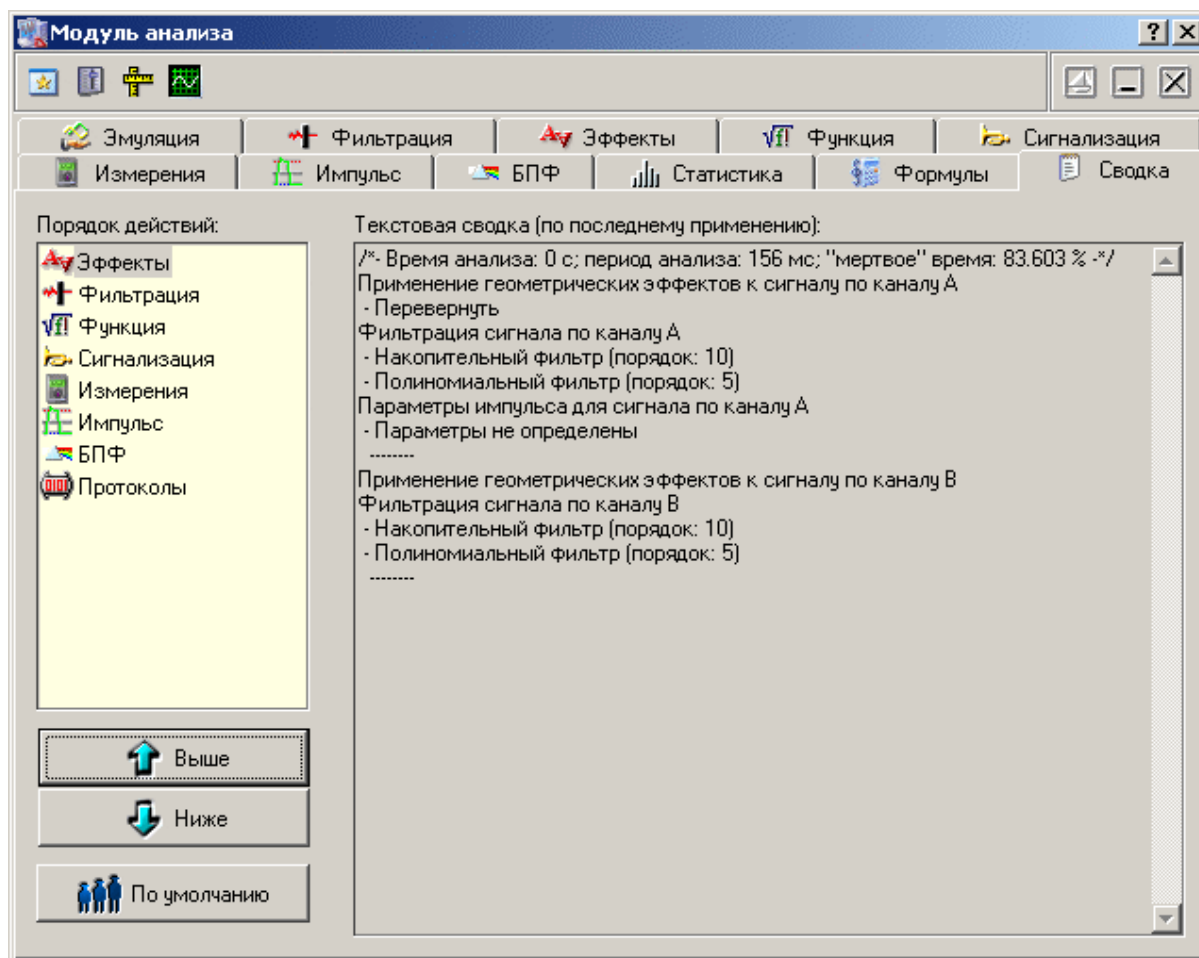 Модуль анализа
Эмуляция
Фильтрация
Эффекты
Функция
Сигнализация
Измерения
Импульс
БПФ
Статистика
Формулы
Сводка
Порядок действий:
Эффекты
Фильтрация
Функция
Сигнализация
Измерения
Импульс
БПФ
Протоколы
Выше
Ниже
По умолчанию
Текстовая сводка (по последнему применению):
/*- Время анализа: 0 с; период анализа: 156 мс; "мертвое" время: 83.603 % -*/
Применение геометрических эффектов к сигналу по каналу A
- Перевернуть
Фильтрация сигнала по каналу A
- Накопительный фильтр (порядок: 10)
- Полиномиальный фильтр (порядок: 5)
Параметры импульса для сигнала по каналу A
- Параметры не определены
--------
Применение геометрических эффектов к сигналу по каналу B
Фильтрация сигнала по каналу B
- Накопительный фильтр (порядок: 10)
- Полиномиальный фильтр (порядок: 5)
--------